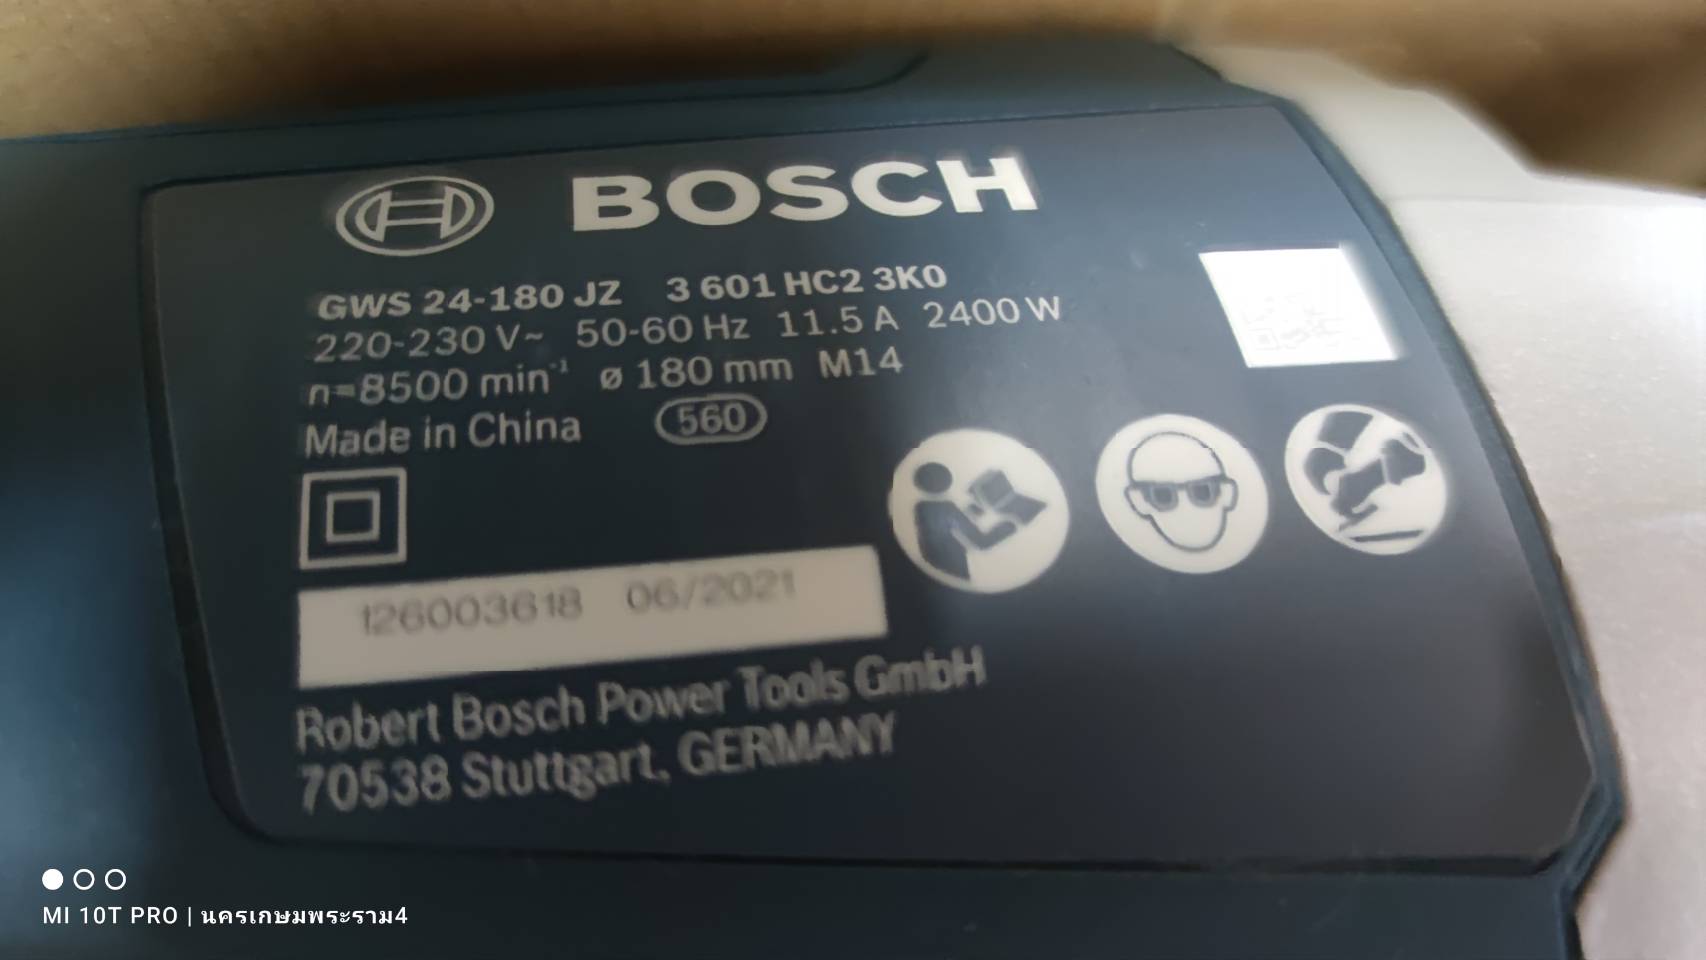 BOSCH
GWS 24-180 JZ 3 601 HC2 3K0
220-230 V~ 50-60 Hz 11.5 A 2400 W
n=8500 min⁻¹ ø 180 mm M14
Made in China 560
126003618 06/2021
Robert Bosch Power Tools GmbH
70538 Stuttgart, GERMANY
MI 10T PRO | นครเกษมพระราม4